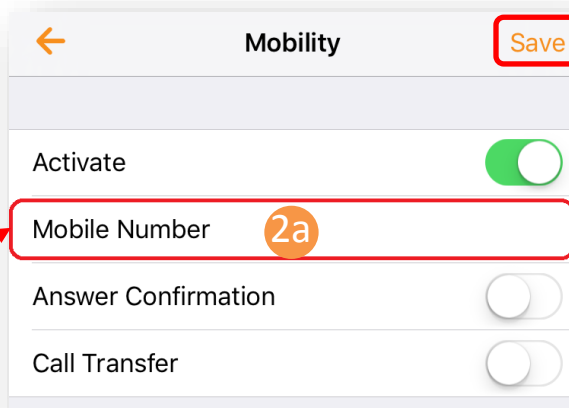 Mobility
Save
Activate
Mobile Number 2a
Answer Confirmation
Call Transfer